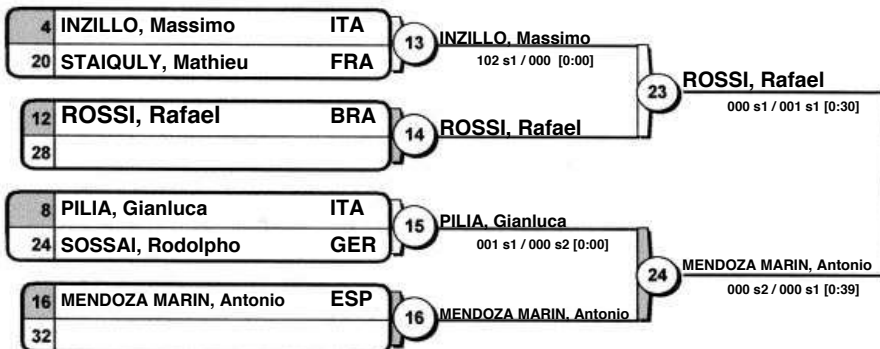 4 INZILLO, Massimo ITA
20 STAIQULY, Mathieu FRA
13
INZILLO, Massimo
102 s1 / 000 [0:00]
12 ROSSI, Rafael BRA
28
14
ROSSI, Rafael
23
ROSSI, Rafael
000 s1 / 001 s1 [0:30]
8 PILIA, Gianluca ITA
24 SOSSAI, Rodolpho GER
15
PILIA, Gianluca
001 s1 / 000 s2 [0:00]
16 MENDOZA MARIN, Antonio ESP
32
16
MENDOZA MARIN, Antonio
24
MENDOZA MARIN, Antonio
000 s2 / 000 s1 [0:39]